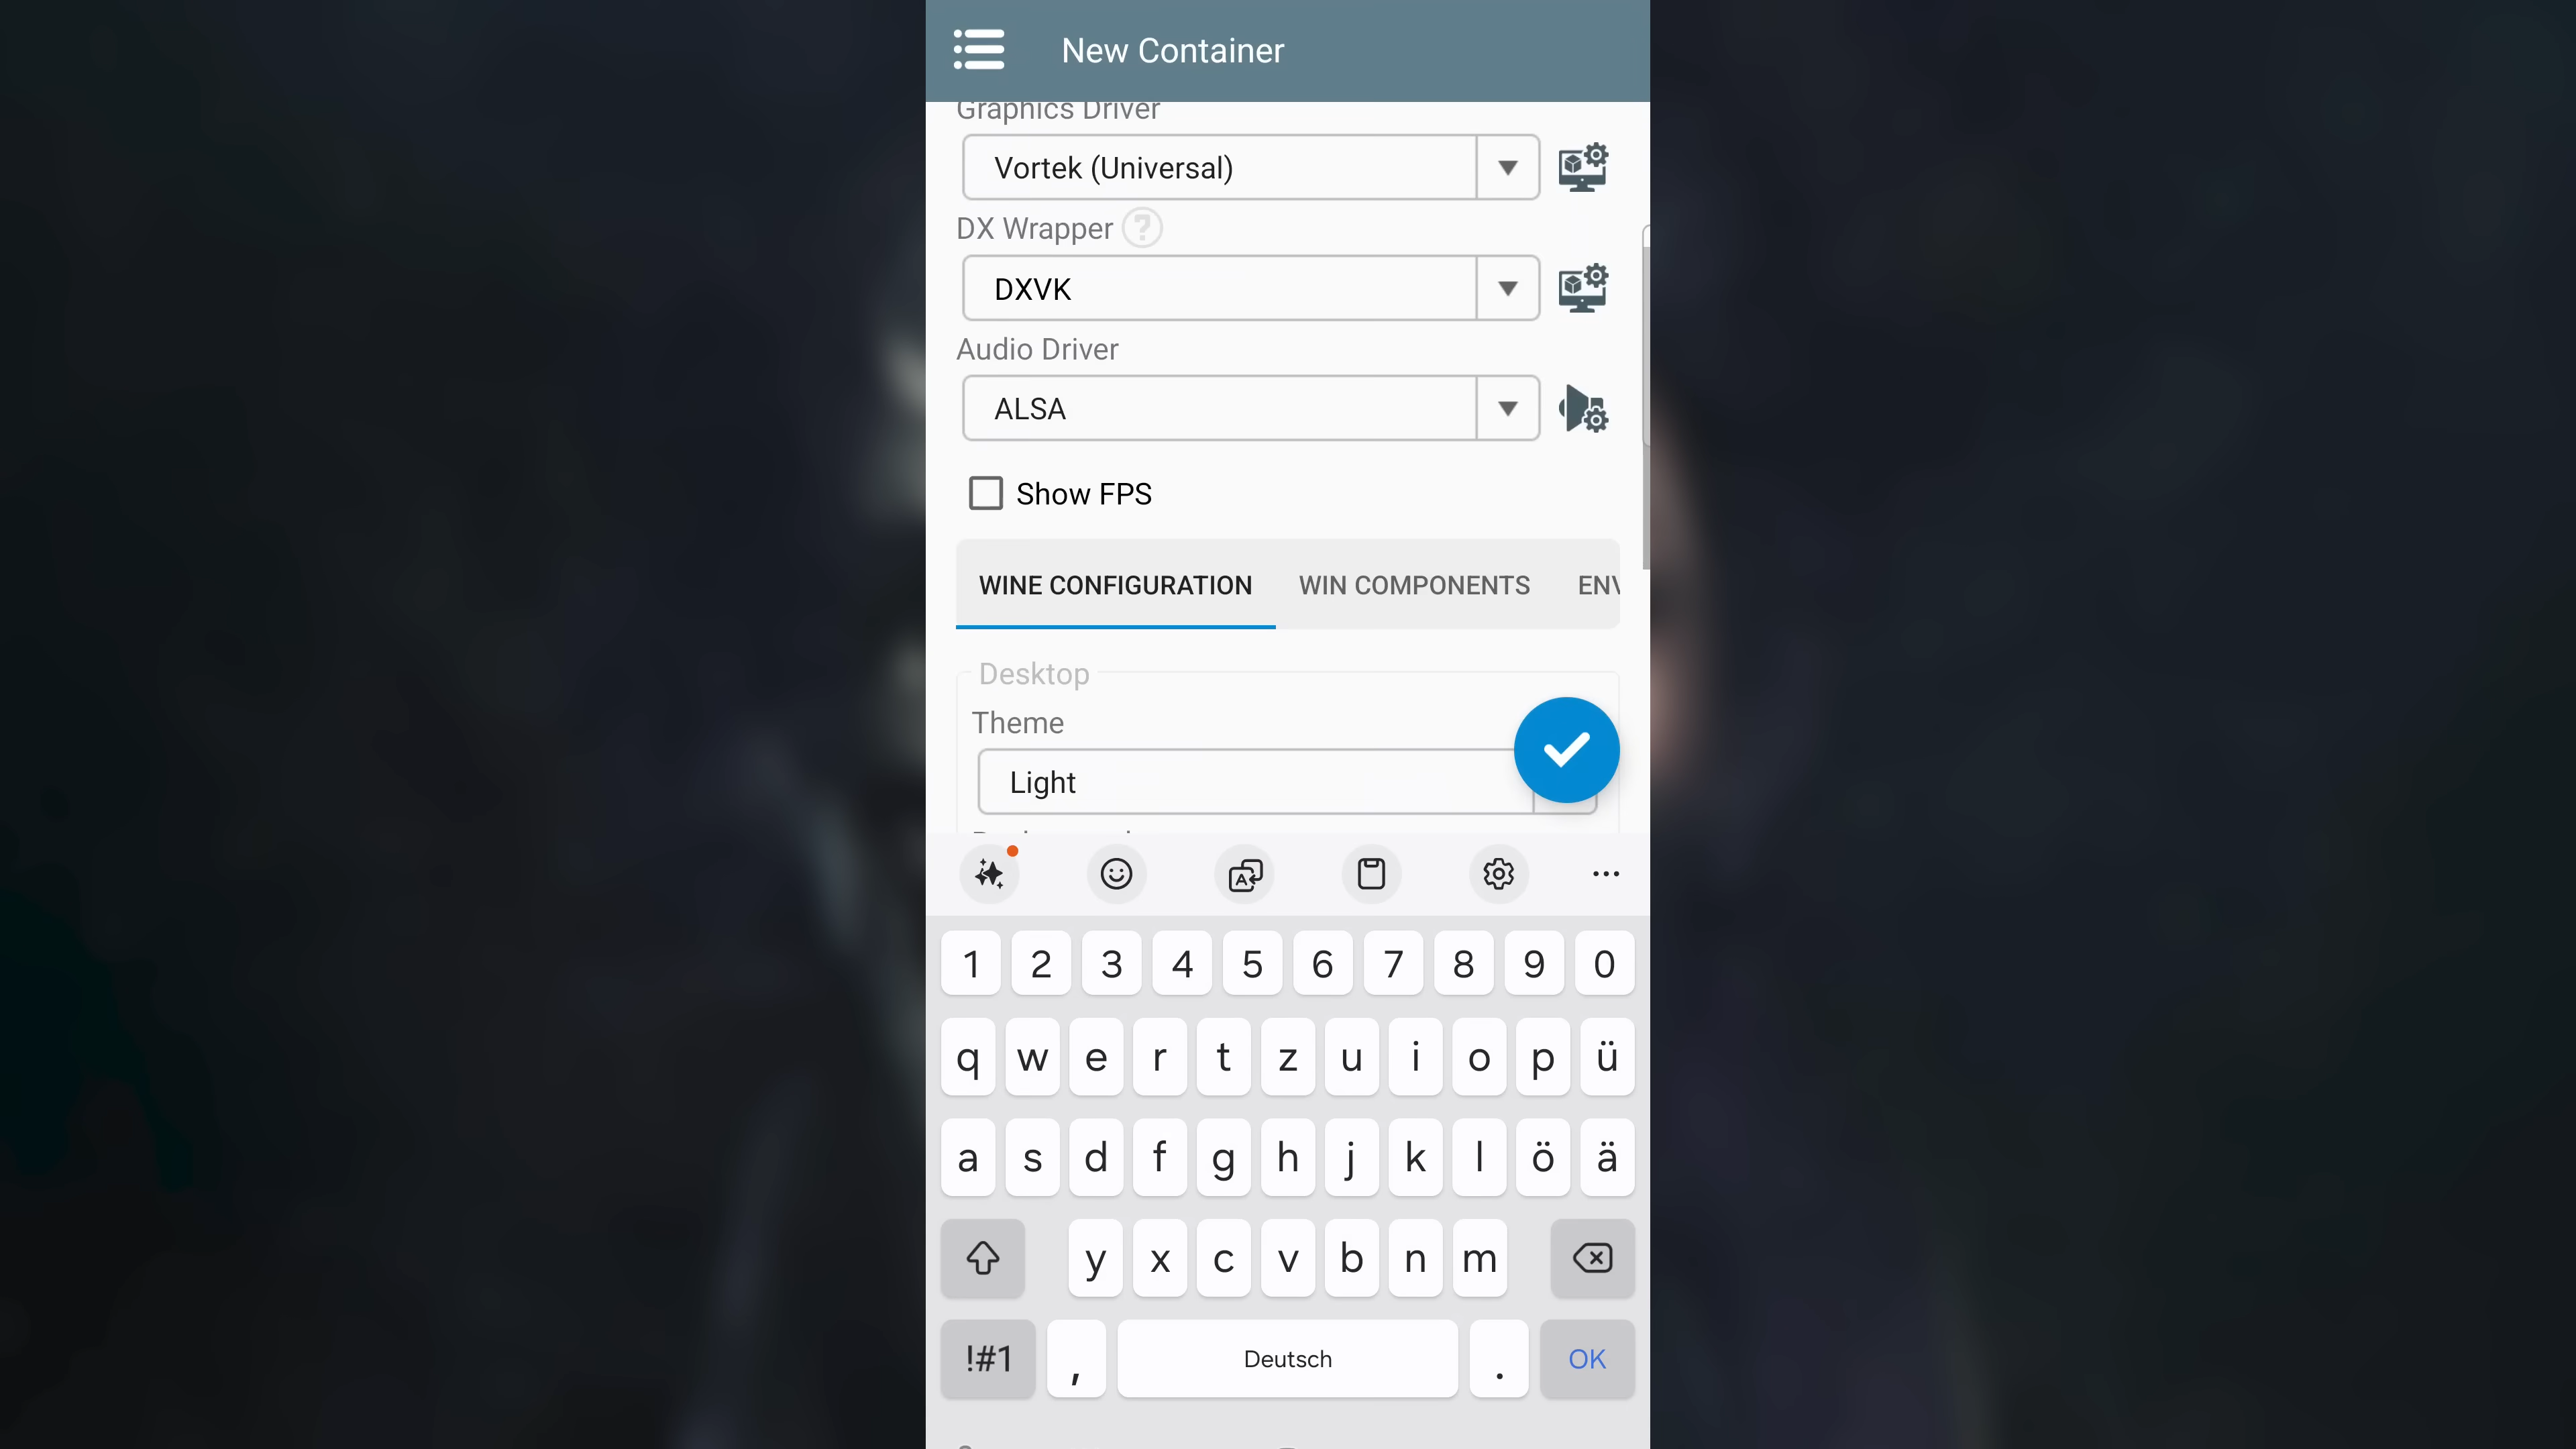 New Container
Graphics Driver
Vortek (Universal)
DX Wrapper ?
DXVK
Audio Driver
ALSA
Show FPS
WINE CONFIGURATION WIN COMPONENTS ENV
Desktop
Theme
Light
1 2 3 4 5 6 7 8 9 0
q w e r t z u i o p ü
a s d f g h j k l ö ä
y x c v b n m
!#1 , Deutsch . OK